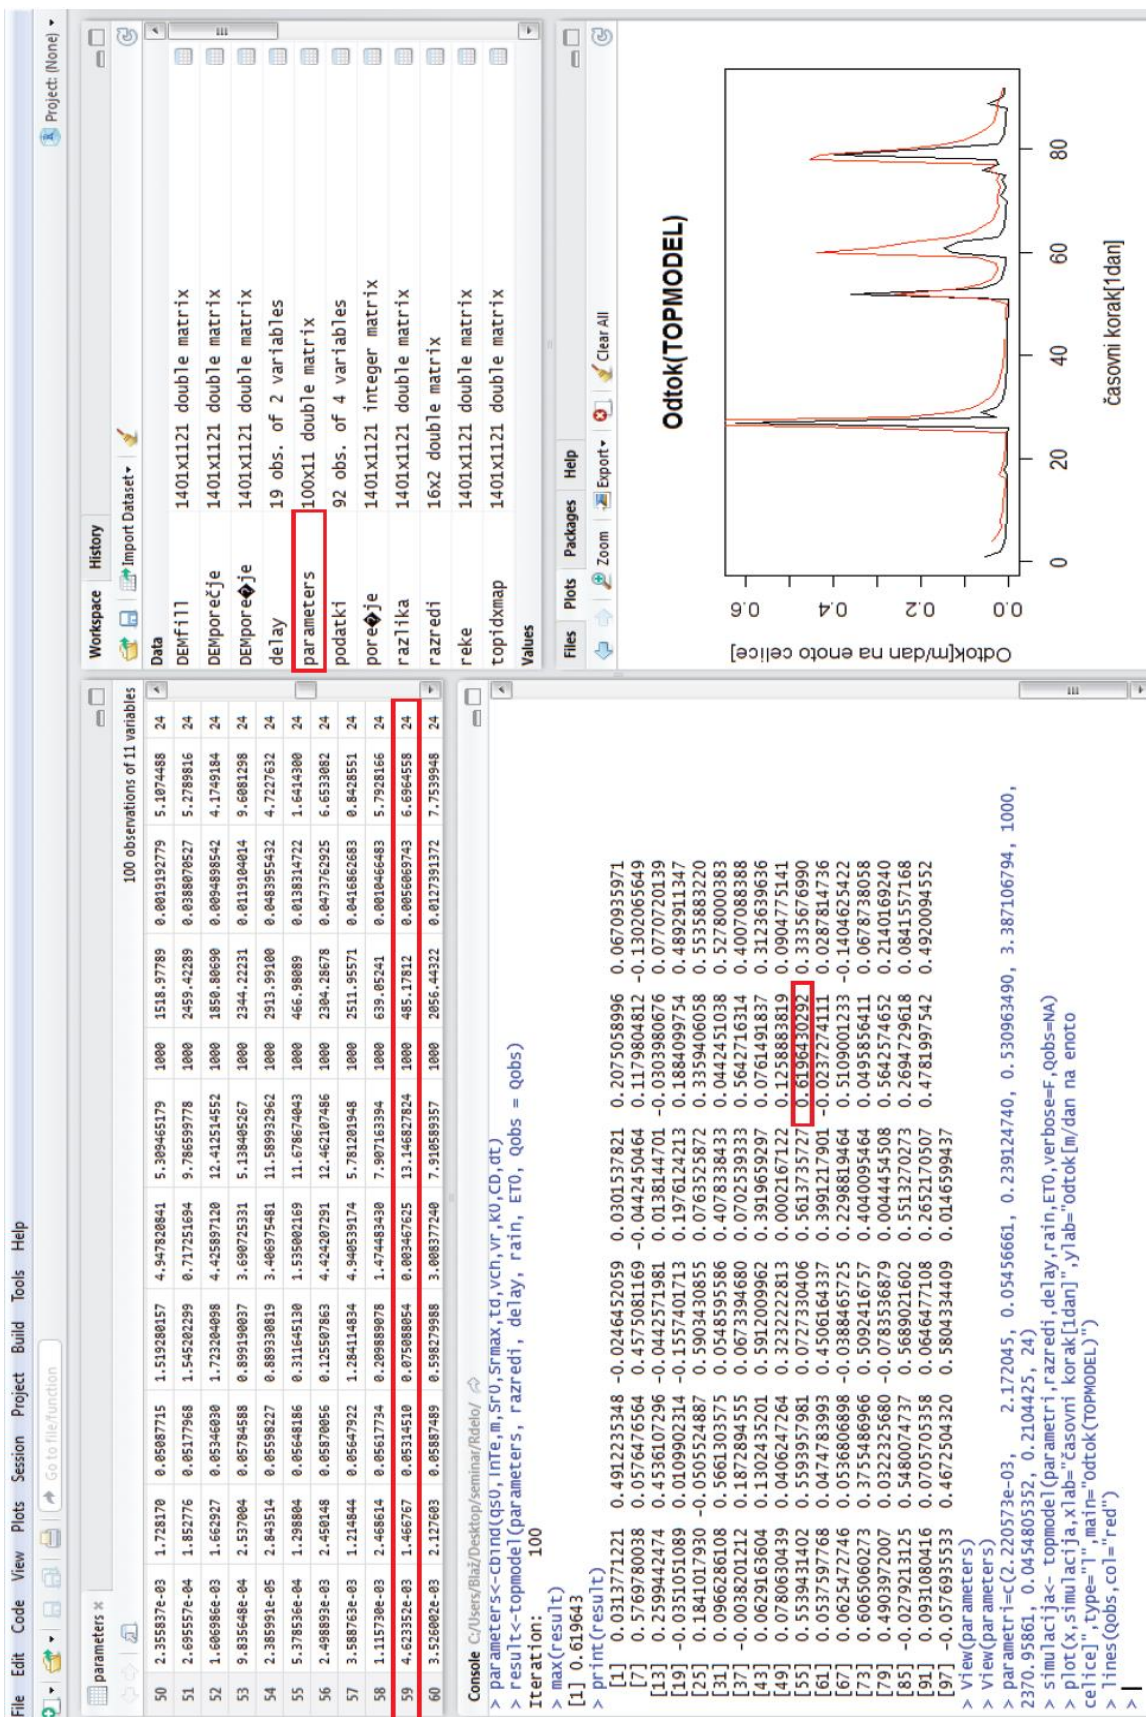 File Edit Code View Plots Session Project Build Tools Help
Go to file/function
Project: (None)
parameters
100 observations of 11 variables
50 2.355837e-03 1.728170 0.05087715 1.519280157 4.947820841 5.309465179 1000 1518.97789 0.0019192779 5.1074488 24
51 2.695557e-04 1.852776 0.05177968 1.545202299 0.717251694 9.786599778 1000 2459.42289 0.0388070527 5.2789816 24
52 1.606986e-03 1.662927 0.05346030 1.723204098 4.425897120 12.412514552 1000 1850.80690 0.0094898542 4.1749184 24
53 9.835648e-04 2.537004 0.05784588 0.899190037 3.690725331 5.138405267 1000 2344.22231 0.0119104014 9.6081298 24
54 2.385991e-05 2.843514 0.05598227 0.889330819 3.406975481 11.589932962 1000 2913.99100 0.0483955432 4.7227632 24
55 5.378536e-04 1.298804 0.05648186 0.311645130 1.535002169 11.678674043 1000 466.98089 0.0138314722 1.6414300 24
56 2.498893e-03 2.450148 0.05870056 0.125507863 4.424207291 12.462107486 1000 2304.28678 0.0473762925 6.6533082 24
57 3.588763e-03 1.214844 0.05647922 1.284114834 4.940539174 5.781201948 1000 2511.95571 0.0416862683 0.8428551 24
58 1.115730e-03 2.468614 0.05617734 0.209889078 1.474483430 7.907163394 1000 639.05241 0.0010466483 5.7928166 24
59 4.623352e-03 1.466767 0.05314510 0.075088054 0.003467625 13.146827824 1000 485.17812 0.0056069743 6.6964558 24
60 3.526002e-03 2.127603 0.05887489 0.598279988 3.008377240 7.910589357 1000 2056.44322 0.0127391372 7.7539948 24
Console C:/Users/Blaž/Desktop/seminar/Rdelo/
> parameters<-cbind(qs0,lnTe,m,Sr0,Srmax,td,vch,vr,k0,CD,dt)
> result<-topmodel(parameters, razredi, delay, rain, ET0, Qobs = Qobs)
Iteration: 100
> max(result)
[1] 0.619643
> print(result)
[1] 0.0313771221 0.4912235348 -0.0246452059 0.0301537821 0.2075058996 0.0670935971
[7] 0.5769780038 0.0576476564 0.4575081169 -0.0442450464 0.1179804812 -0.1302065649
[13] 0.2599442474 0.4536107296 -0.0442571981 -0.0138144701 -0.0303980676 0.0770720139
[19] -0.0351051089 0.0109902314 -0.1557401713 0.1976124213 0.1884099754 0.4892911347
[25] 0.1841017930 -0.0505524887 0.5903430855 0.0763525872 0.3359406058 0.5535883220
[31] 0.0966286108 0.5661303575 0.0548595586 0.4078338433 0.0442451038 0.5278000383
[37] -0.0038201212 0.1872894555 0.0673394680 0.0702539333 0.5642716314 0.4007088388
[43] 0.0629163604 0.1302435201 0.5912009962 0.3919659297 0.0761491837 0.3123639636
[49] 0.0780630439 0.0406247264 0.3232222813 0.0002167122 0.1258883819 0.0904775141
[55] 0.5539431402 0.5593957981 0.0727330406 0.5613735727 0.6196430292 0.3335676990
[61] 0.0537597768 0.0474783993 0.4506164337 0.3991217901 -0.0237274111 0.0287814736
[67] 0.0625472746 0.0536806898 -0.0388465725 0.2298819464 0.5109001233 -0.1404625422
[73] 0.6065060273 0.3755486966 0.5092416757 0.4040095464 0.0495856411 0.0678738058
[79] 0.4903972007 0.0322325680 -0.0783536879 0.0044454508 0.5642574652 0.2140169240
[85] -0.0279213125 0.5480074737 0.5689021602 0.5513270273 0.2694729618 0.0841557168
[91] 0.0931080416 0.0705705358 0.0646477108 0.2652170507 0.4781997542 0.4920094552
[97] -0.0576935533 0.4672504320 0.5804334409 0.0146599437
> View(parameters)
> View(parameters)
> parametri=c(2.220573e-03, 2.172045, 0.05456661, 0.239124740, 0.530963490, 3.387106794, 1000,
2370.93861, 0.0454805352, 0.2104425, 24)
> simulacija<- topmodel(parametri,razredi,delay,rain,ET0,verbose=F,Qobs=NA)
> plot(x,simulacija,xlab="časovni korak[1dan]",ylab="Odtok[m/dan na enoto
celice]",type="l",main="Odtok(TOPMODEL)")
> lines(Qobs,col="red")
>
Workspace History
Import Dataset
Data
DEMfill 1401x1121 double matrix
DEMporečje 1401x1121 double matrix
DEMpore�je 1401x1121 double matrix
delay 19 obs. of 2 variables
parameters 100x11 double matrix
podatki 92 obs. of 4 variables
pore�je 1401x1121 integer matrix
razlika 1401x1121 double matrix
razredi 16x2 double matrix
reke 1401x1121 double matrix
topidxmap 1401x1121 double matrix
Values
Files Plots Packages Help
Zoom Export Clear All
Odtok(TOPMODEL)
Odtok[m/dan na enoto celice]
0.6
0.4
0.2
0.0
0 20 40 60 80
časovni korak[1dan]